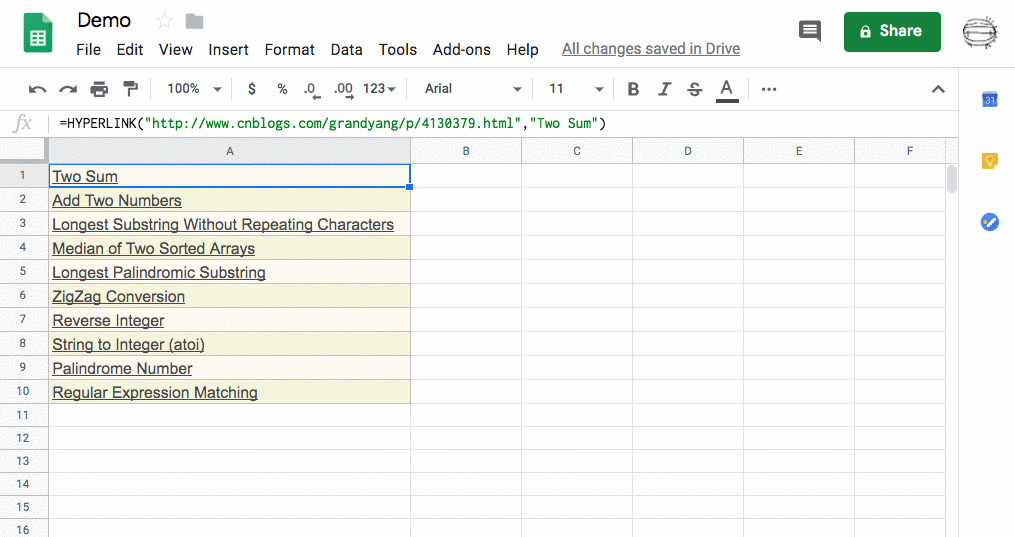 Demo
File Edit View Insert Format Data Tools Add-ons Help All changes saved in Drive
Share
100% $ % .0 .00 123 Arial 11 B I S A
31
fx =HYPERLINK("http://www.cnblogs.com/grandyang/p/4130379.html","Two Sum")
A B C D E F
1 Two Sum
2 Add Two Numbers
3 Longest Substring Without Repeating Characters
4 Median of Two Sorted Arrays
5 Longest Palindromic Substring
6 ZigZag Conversion
7 Reverse Integer
8 String to Integer (atoi)
9 Palindrome Number
10 Regular Expression Matching
11
12
13
14
15
16